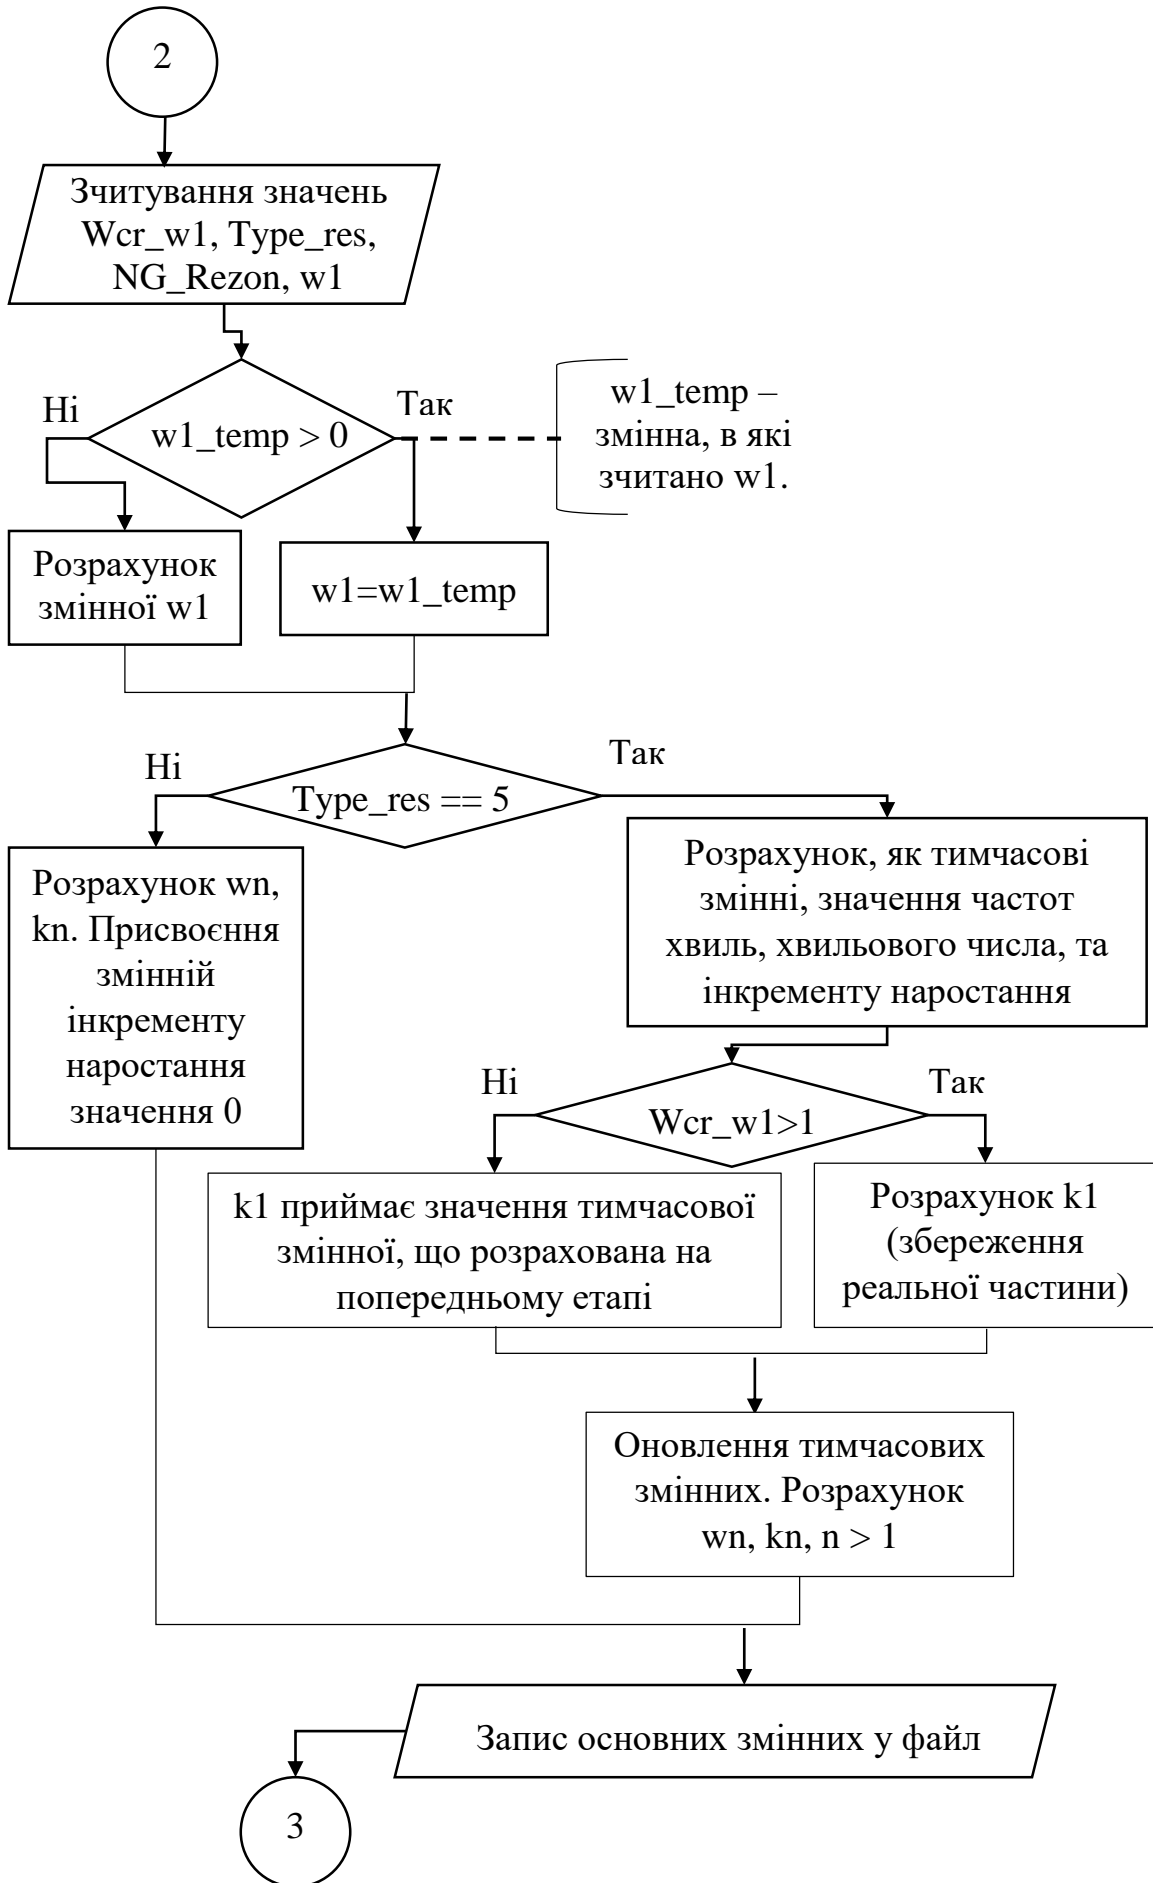 2
Зчитування значень
Wcr_w1, Type_res,
NG_Rezon, w1
Ні
Так
w1_temp > 0
w1_temp –
змінна, в які
зчитано w1.
Розрахунок
змінної w1
w1=w1_temp
Ні
Так
Type_res == 5
Розрахунок wn,
kn. Присвоєння
змінній
інкременту
наростання
значення 0
Розрахунок, як тимчасові
змінні, значення частот
хвиль, хвильового числа, та
інкременту наростання
Ні
Так
Wcr_w1>1
k1 приймає значення тимчасової
змінної, що розрахована на
попередньому етапі
Розрахунок k1
(збереження
реальної частини)
Оновлення тимчасових
змінних. Розрахунок
wn, kn, n > 1
Запис основних змінних у файл
3